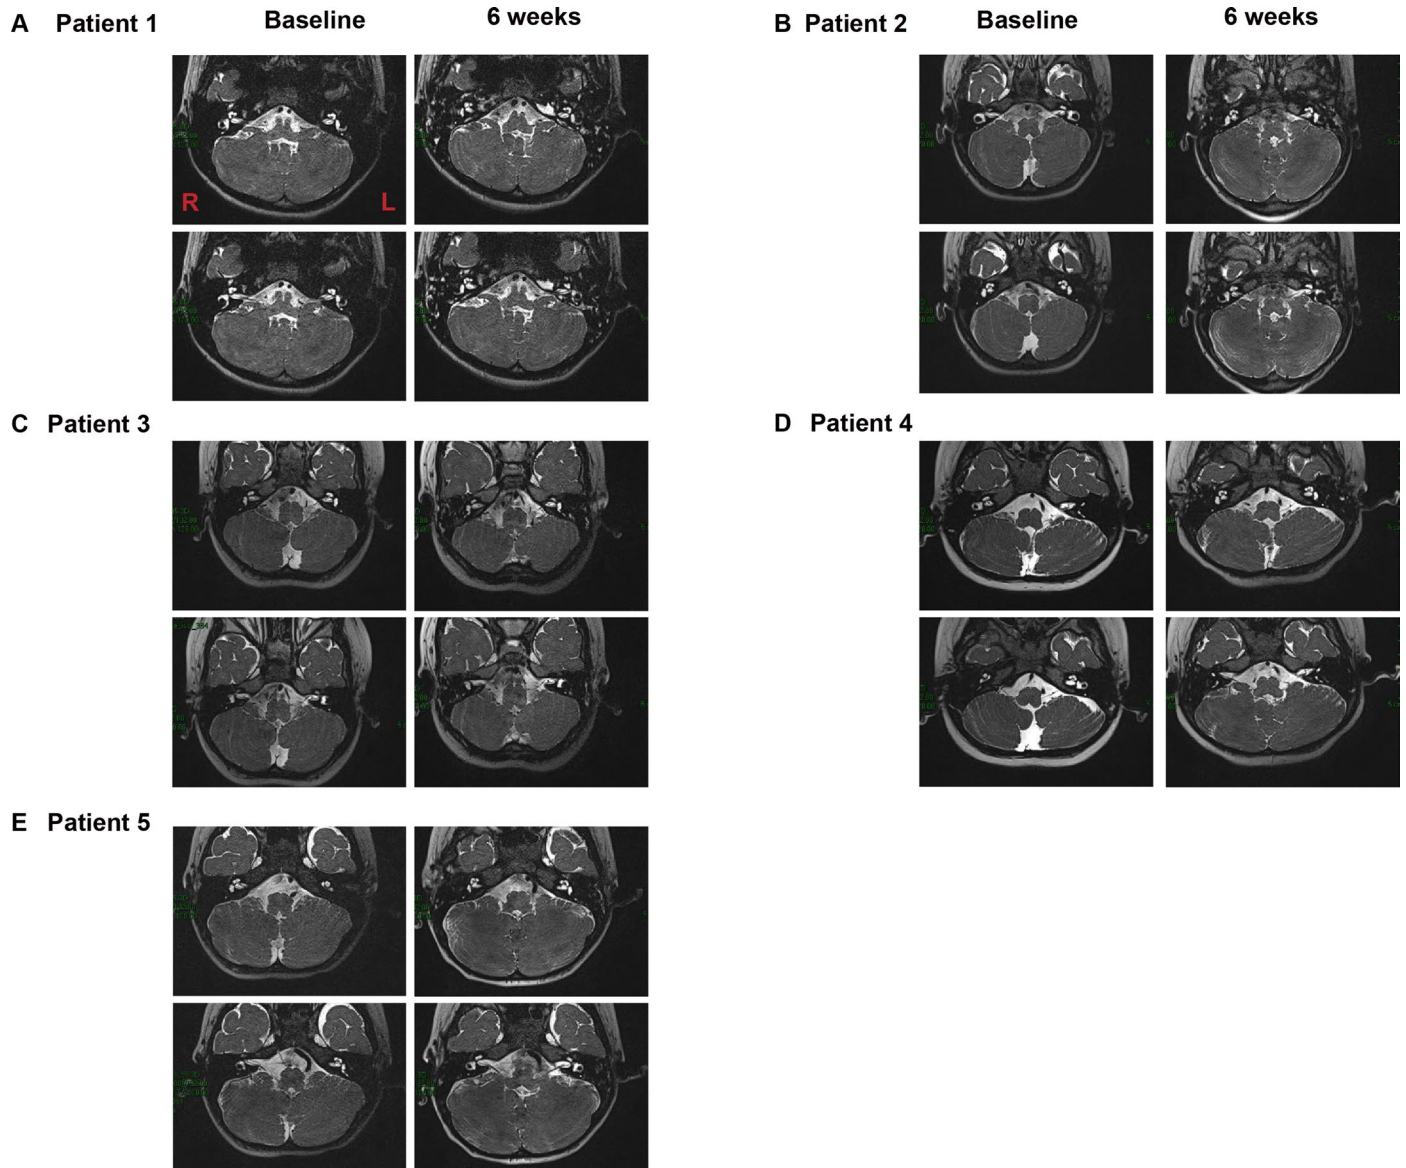 A Patient 1 Baseline 6 weeks
B Patient 2 Baseline 6 weeks
R L
C Patient 3
D Patient 4
E Patient 5